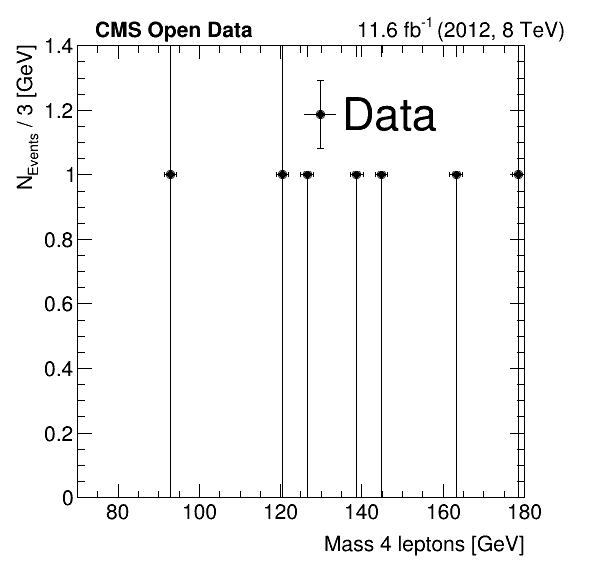 CMS Open Data
11.6 fb⁻¹ (2012, 8 TeV)
N_Events / 3 [GeV]
1.4
1.2
1
0.8
0.6
0.4
0.2
0
Data
80 100 120 140 160 180
Mass 4 leptons [GeV]